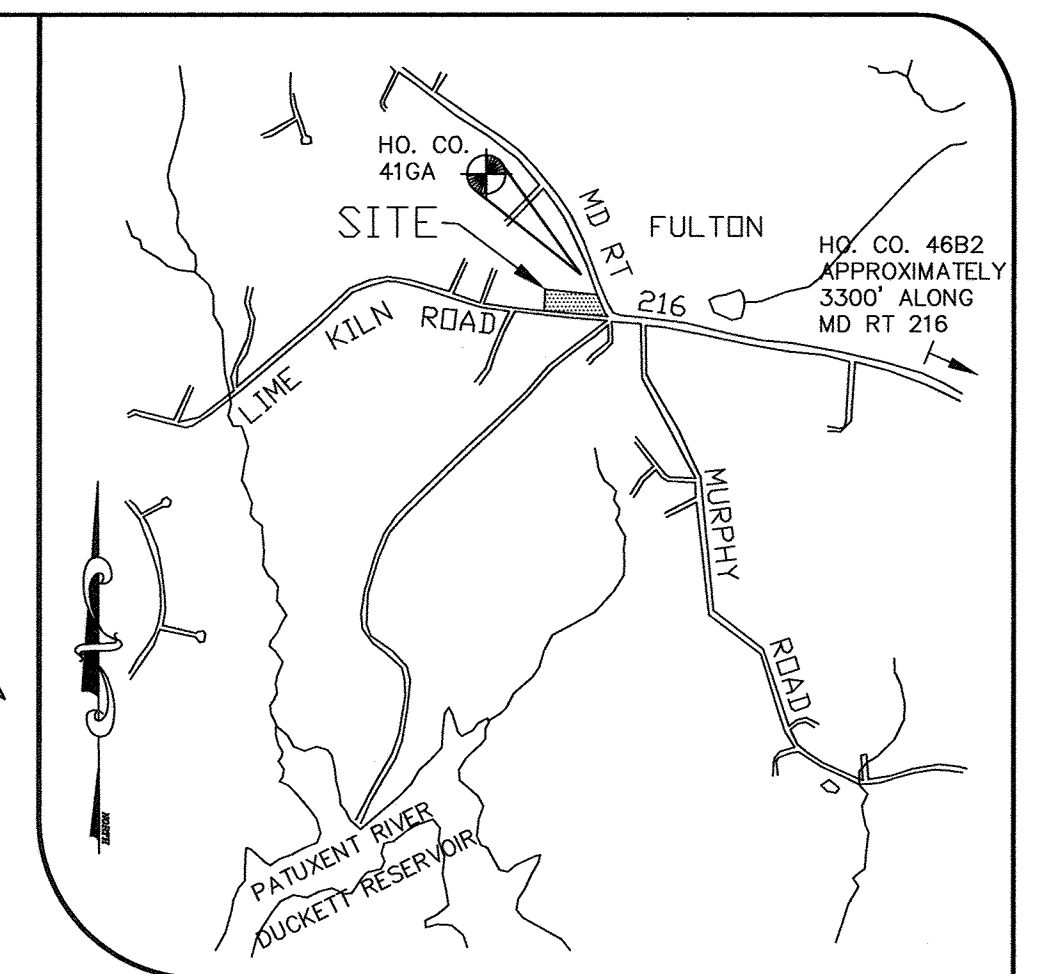 HO. CO.
41GA
SITE
MD RT
216
FULTON
HO. CO. 46B2
APPROXIMATELY
3300' ALONG
MD RT 216
LIME
KILN
ROAD
MURPHY
ROAD
NORTH
PATUXENT RIVER
DUCKETT RESERVOIR